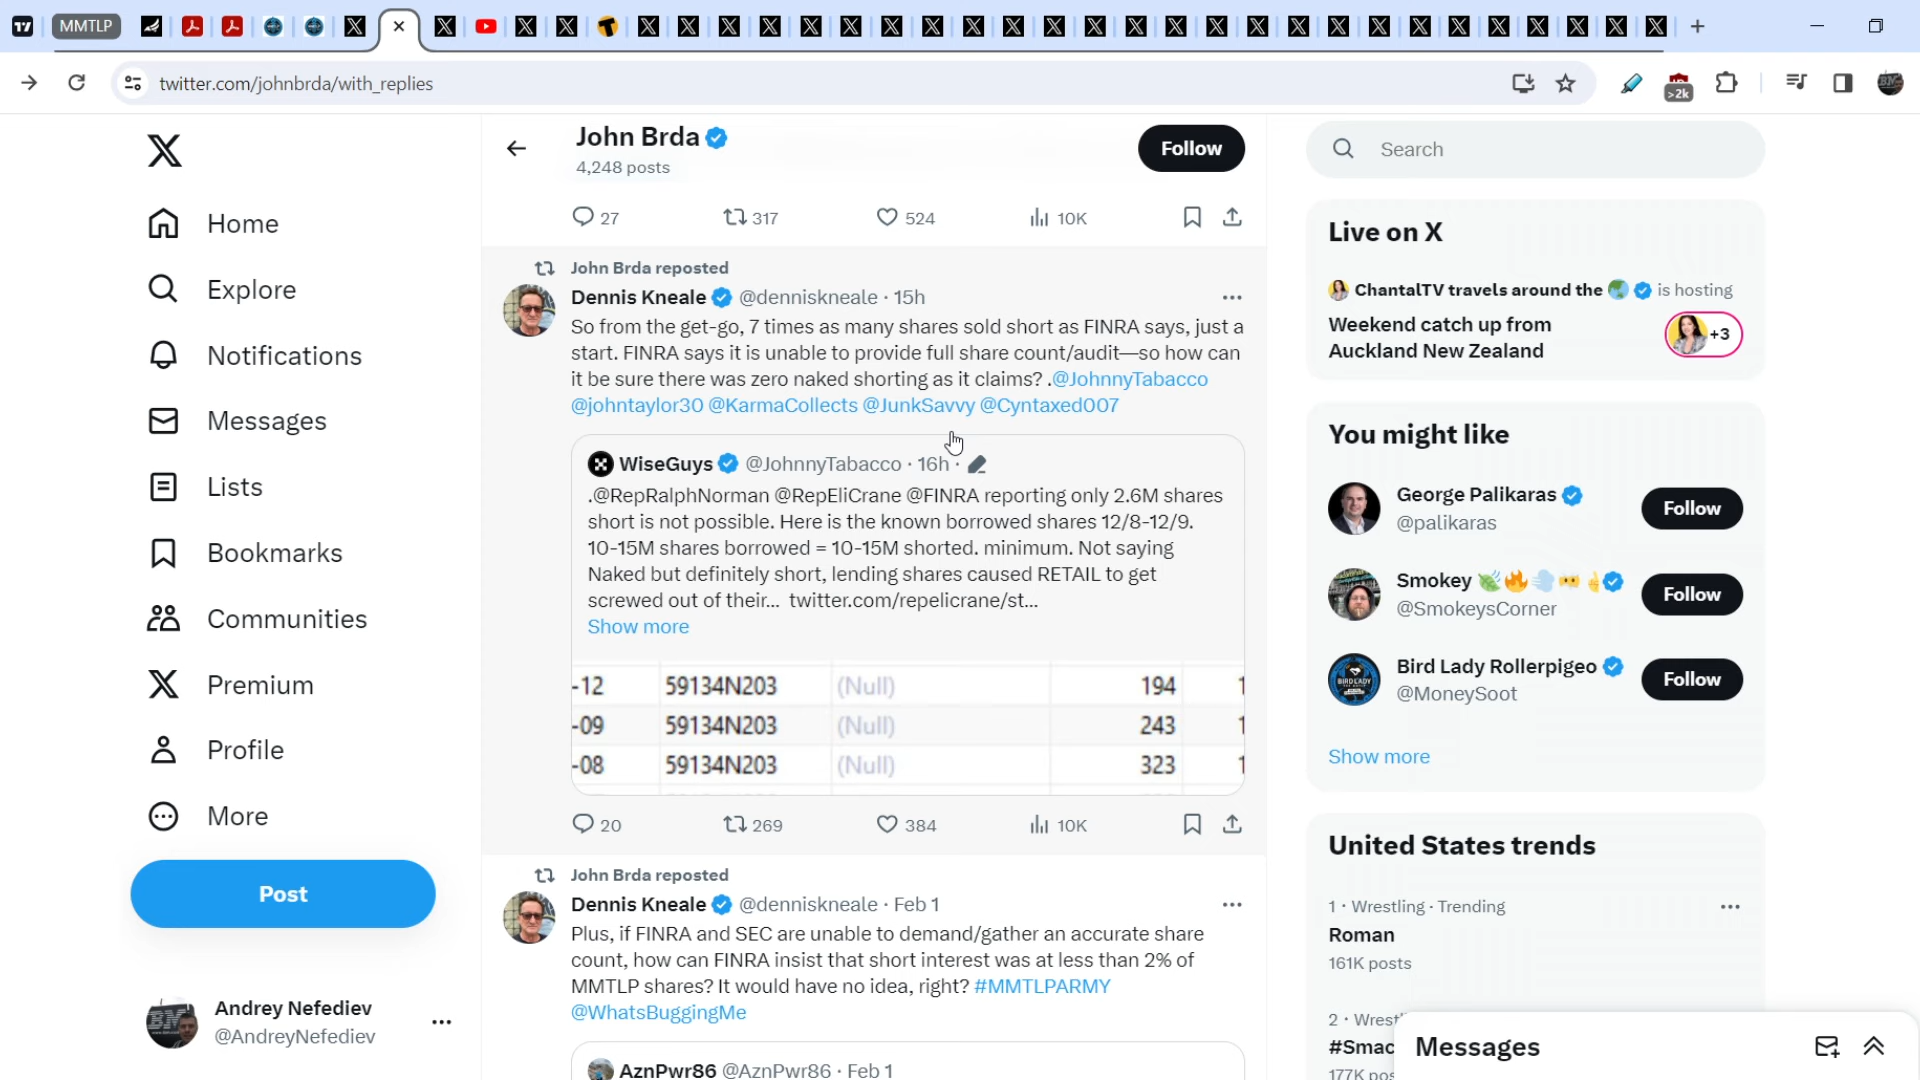 MMTLP
twitter.com/johnbrda/with_replies
>2k
John Brda
4,248 posts
Follow
Search
Home
Explore
Notifications
Messages
Lists
Bookmarks
Communities
Premium
Profile
More
Post
Andrey Nefediev
@AndreyNefediev
27 317 524 10K
John Brda reposted
Dennis Kneale @denniskneale · 15h
So from the get-go, 7 times as many shares sold short as FINRA says, just a
start. FINRA says it is unable to provide full share count/audit—so how can
it be sure there was zero naked shorting as it claims? .@JohnnyTabacco
@johntaylor30 @KarmaCollects @JunkSavvy @Cyntaxed007
WiseGuys @JohnnyTabacco · 16h ·
.@RepRalphNorman @RepEliCrane @FINRA reporting only 2.6M shares
short is not possible. Here is the known borrowed shares 12/8-12/9.
10-15M shares borrowed = 10-15M shorted. minimum. Not saying
Naked but definitely short, lending shares caused RETAIL to get
screwed out of their... twitter.com/repelicrane/st...
Show more
-12 59134N203 (Null) 194 1
-09 59134N203 (Null) 243 1
-08 59134N203 (Null) 323 1
20 269 384 10K
John Brda reposted
Dennis Kneale @denniskneale · Feb 1
Plus, if FINRA and SEC are unable to demand/gather an accurate share
count, how can FINRA insist that short interest was at less than 2% of
MMTLP shares? It would have no idea, right? #MMTLPARMY
@WhatsBuggingMe
AznPwr86 @AznPwr86 · Feb 1
Live on X
ChantalTV travels around the is hosting
Weekend catch up from
Auckland New Zealand
+3
You might like
George Palikaras
@palikaras
Follow
Smokey
@SmokeysCorner
Follow
Bird Lady Rollerpigeo
@MoneySoot
Follow
Show more
United States trends
1 · Wrestling · Trending
Roman
161K posts
2 · Wrest
#Smac
177K pos
Messages